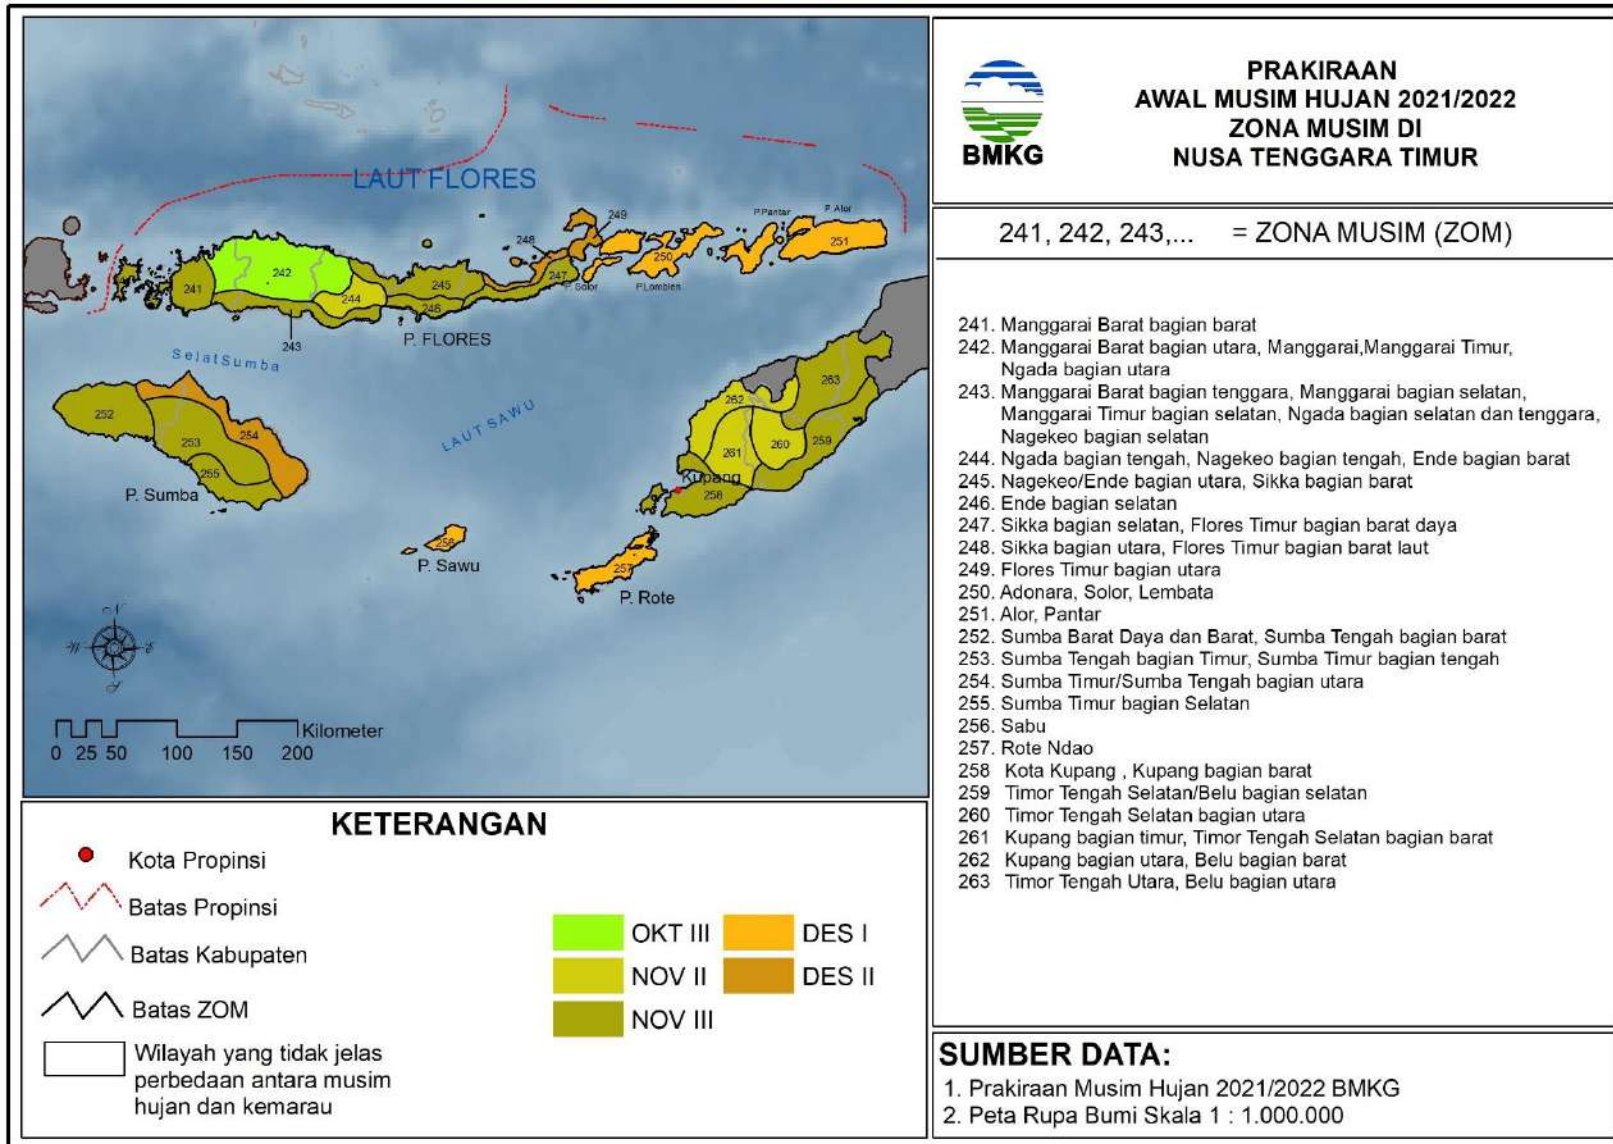 LAUT FLORES
P.Pantar
P. Alor
249
248
251
250
247
P. Solor
P.Lomblen
241
242
244
245
246
243
P. FLORES
Selat Sumba
LAUT SAWU
252
253
254
255
P. Sumba
262
263
261
260
259
Kupang
258
256
P. Sawu
257
P. Rote
N
W
E
S
Kilometer
0 25 50 100 150 200
KETERANGAN
Kota Propinsi
Batas Propinsi
Batas Kabupaten
Batas ZOM
Wilayah yang tidak jelas
perbedaan antara musim
hujan dan kemarau
OKT III
DES I
NOV II
DES II
NOV III
BMKG
PRAKIRAAN
AWAL MUSIM HUJAN 2021/2022
ZONA MUSIM DI
NUSA TENGGARA TIMUR
241, 242, 243,... = ZONA MUSIM (ZOM)
241. Manggarai Barat bagian barat
242. Manggarai Barat bagian utara, Manggarai,Manggarai Timur,
Ngada bagian utara
243. Manggarai Barat bagian tenggara, Manggarai bagian selatan,
Manggarai Timur bagian selatan, Ngada bagian selatan dan tenggara,
Nagekeo bagian selatan
244. Ngada bagian tengah, Nagekeo bagian tengah, Ende bagian barat
245. Nagekeo/Ende bagian utara, Sikka bagian barat
246. Ende bagian selatan
247. Sikka bagian selatan, Flores Timur bagian barat daya
248. Sikka bagian utara, Flores Timur bagian barat laut
249. Flores Timur bagian utara
250. Adonara, Solor, Lembata
251. Alor, Pantar
252. Sumba Barat Daya dan Barat, Sumba Tengah bagian barat
253. Sumba Tengah bagian Timur, Sumba Timur bagian tengah
254. Sumba Timur/Sumba Tengah bagian utara
255. Sumba Timur bagian Selatan
256. Sabu
257. Rote Ndao
258 Kota Kupang , Kupang bagian barat
259 Timor Tengah Selatan/Belu bagian selatan
260 Timor Tengah Selatan bagian utara
261 Kupang bagian timur, Timor Tengah Selatan bagian barat
262 Kupang bagian utara, Belu bagian barat
263 Timor Tengah Utara, Belu bagian utara
SUMBER DATA:
1. Prakiraan Musim Hujan 2021/2022 BMKG
2. Peta Rupa Bumi Skala 1 : 1.000.000